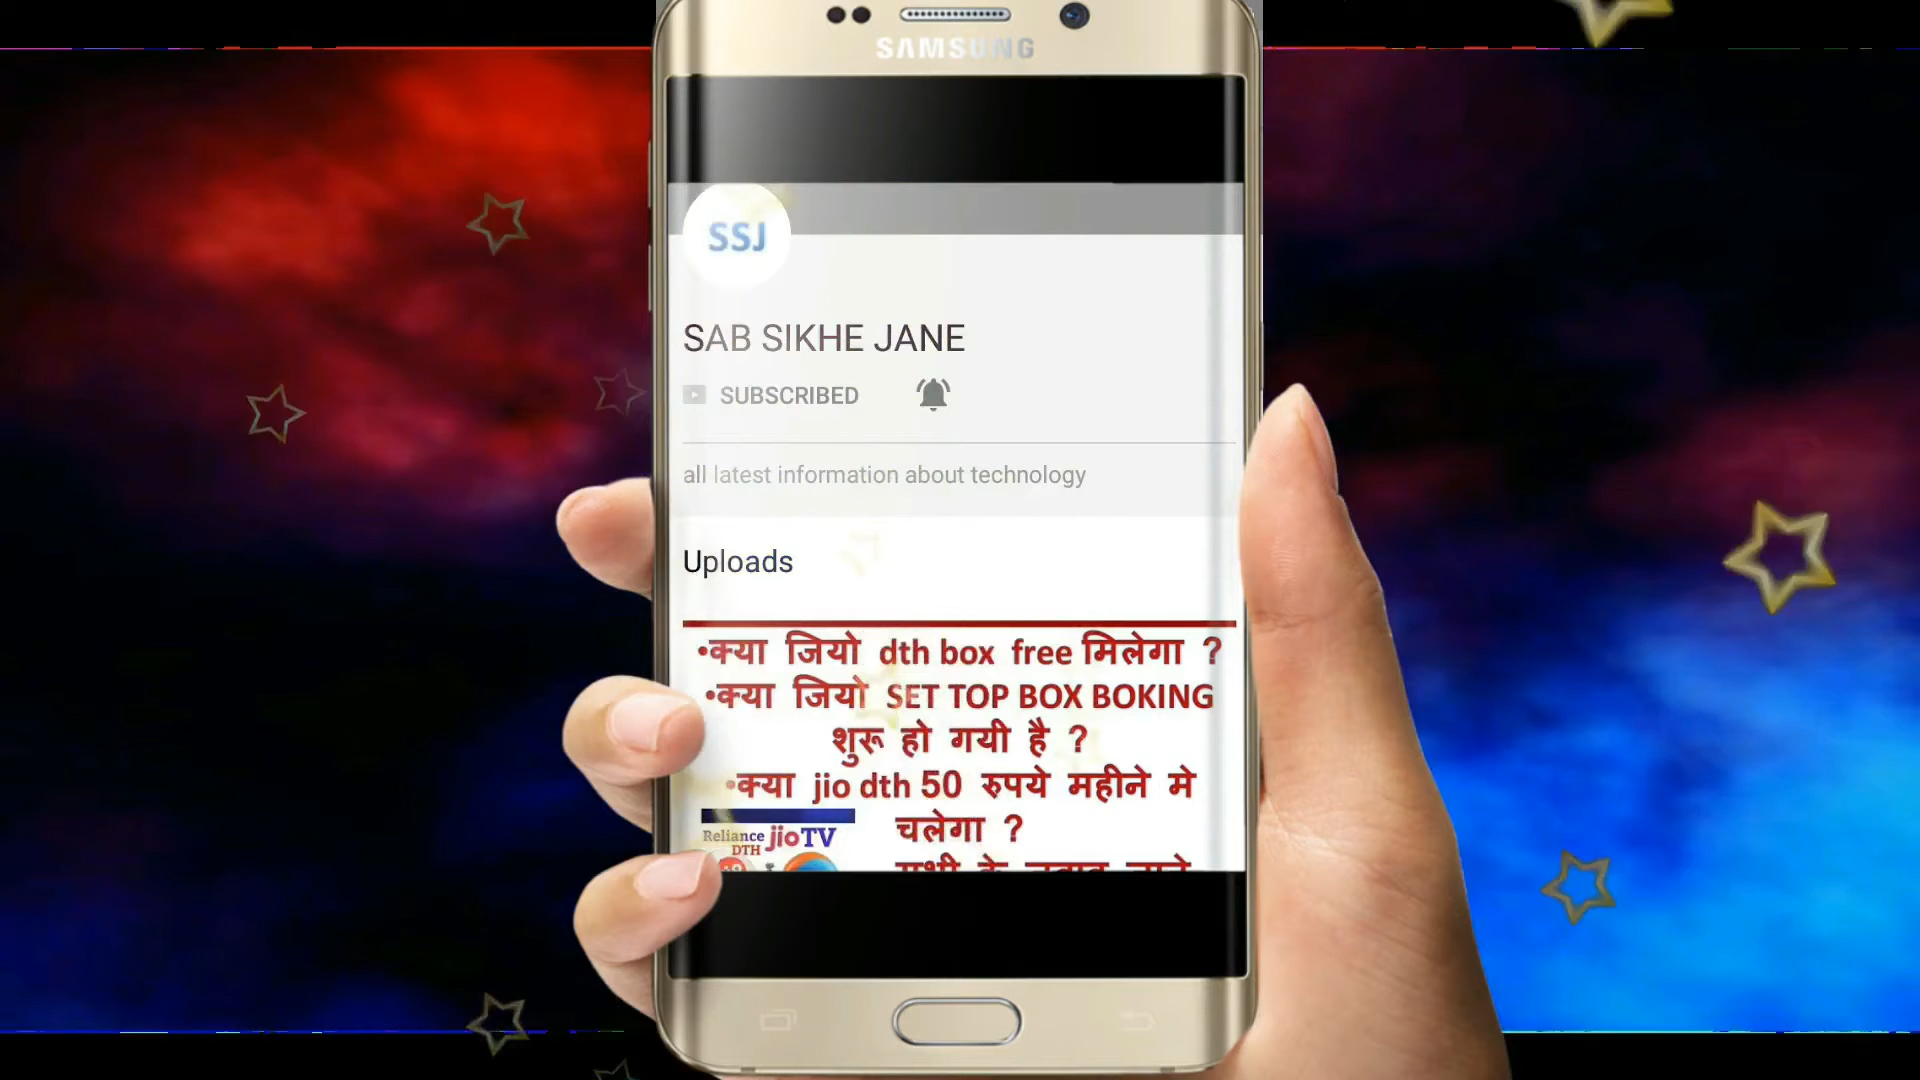 SAMSUNG
SSJ
SAB SIKHE JANE
SUBSCRIBED
all latest information about technology
Uploads
•क्या जियो dth box free मिलेगा ?
•क्या जियो SET TOP BOX BOKING
शुरू हो गयी है ?
•क्या jio dth 50 रुपये महीने मे
चलेगा ?
Reliance jioTV
DTH